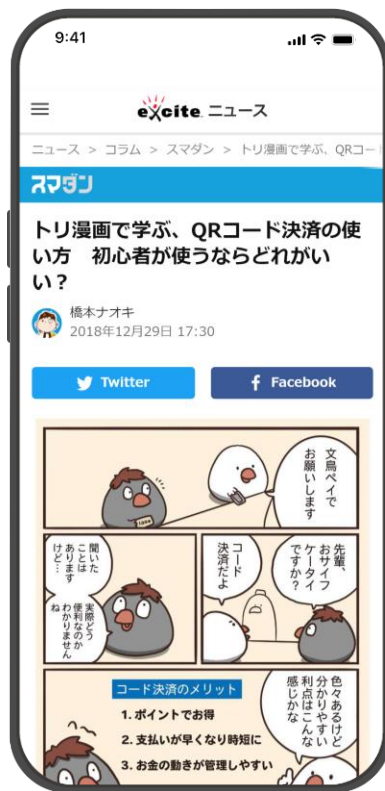 9:41
excite. ニュース
ニュース > コラム > スマダン > トリ漫画で学ぶ、QRコード
スマダン
トリ漫画で学ぶ、QRコード決済の使
い方　初心者が使うならどれがい
い？
橋本ナオキ
2018年12月29日 17:30
Twitter
Facebook
文鳥ペイで
お願いします
先輩、
おサイフ
ケータイ
ですか？
コード
決済だよ
聞いた
ことは
あります
けど…
実際どう
便利なのか
わかりません
ね
色々あるけど
分かりやすい
利点はこんな
感じかな
コード決済のメリット
1. ポイントでお得
2. 支払いが早くなり時短に
3. お金の動きが管理しやすい